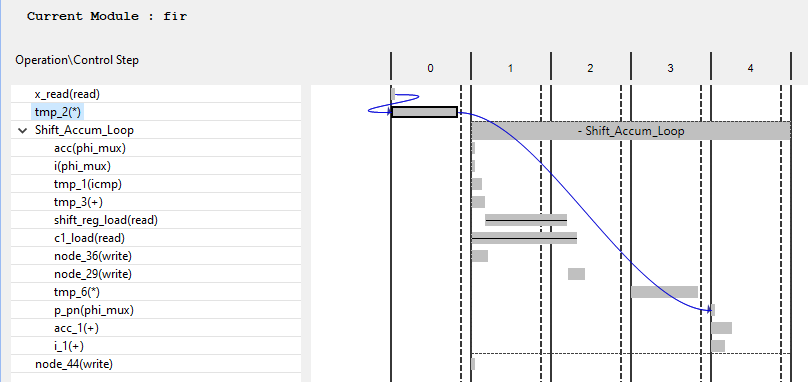 Current Module : fir
Operation\Control Step
0 1 2 3 4
x_read(read)
tmp_2(*)
Shift_Accum_Loop - Shift_Accum_Loop
acc(phi_mux)
i(phi_mux)
tmp_1(icmp)
tmp_3(+)
shift_reg_load(read)
c1_load(read)
node_36(write)
node_29(write)
tmp_6(*)
p_pn(phi_mux)
acc_1(+)
i_1(+)
node_44(write)